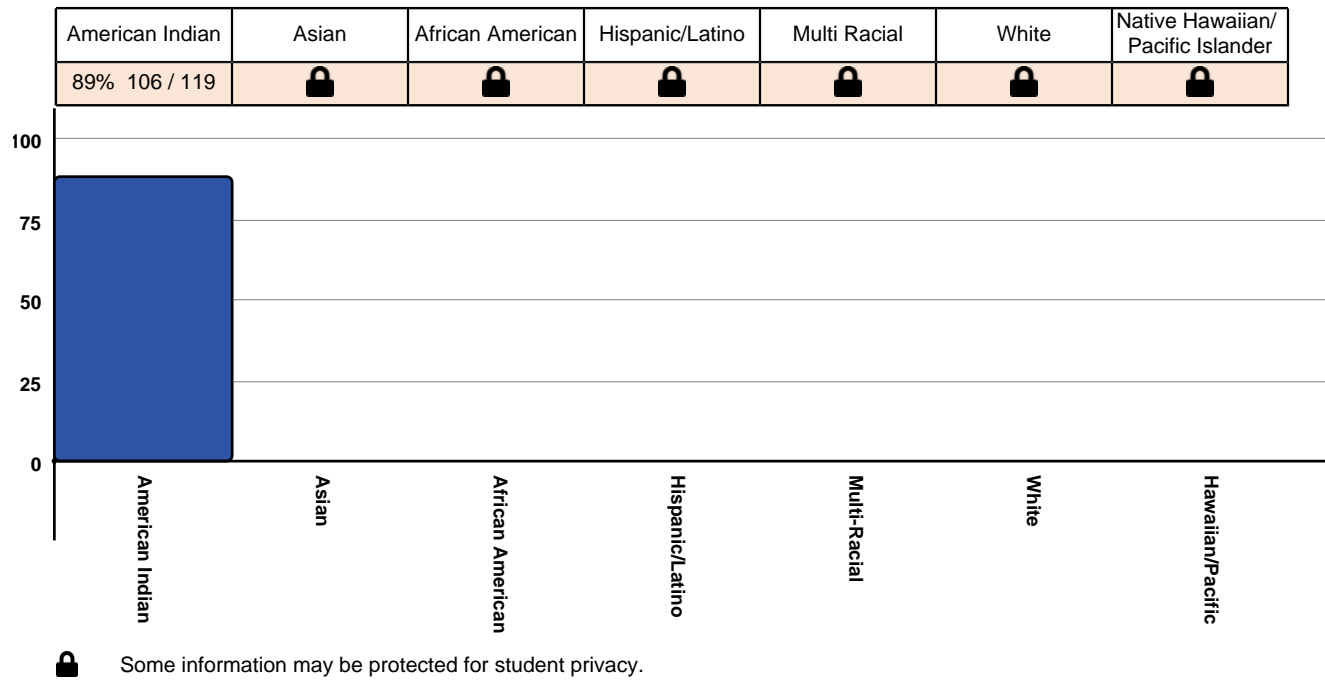 American Indian Asian African American Hispanic/Latino Multi Racial White Native Hawaiian/
Pacific Islander
89% 106 / 119
100
75
50
25
0
American Indian
Asian
African American
Hispanic/Latino
Multi-Racial
White
Hawaiian/Pacific
Some information may be protected for student privacy.